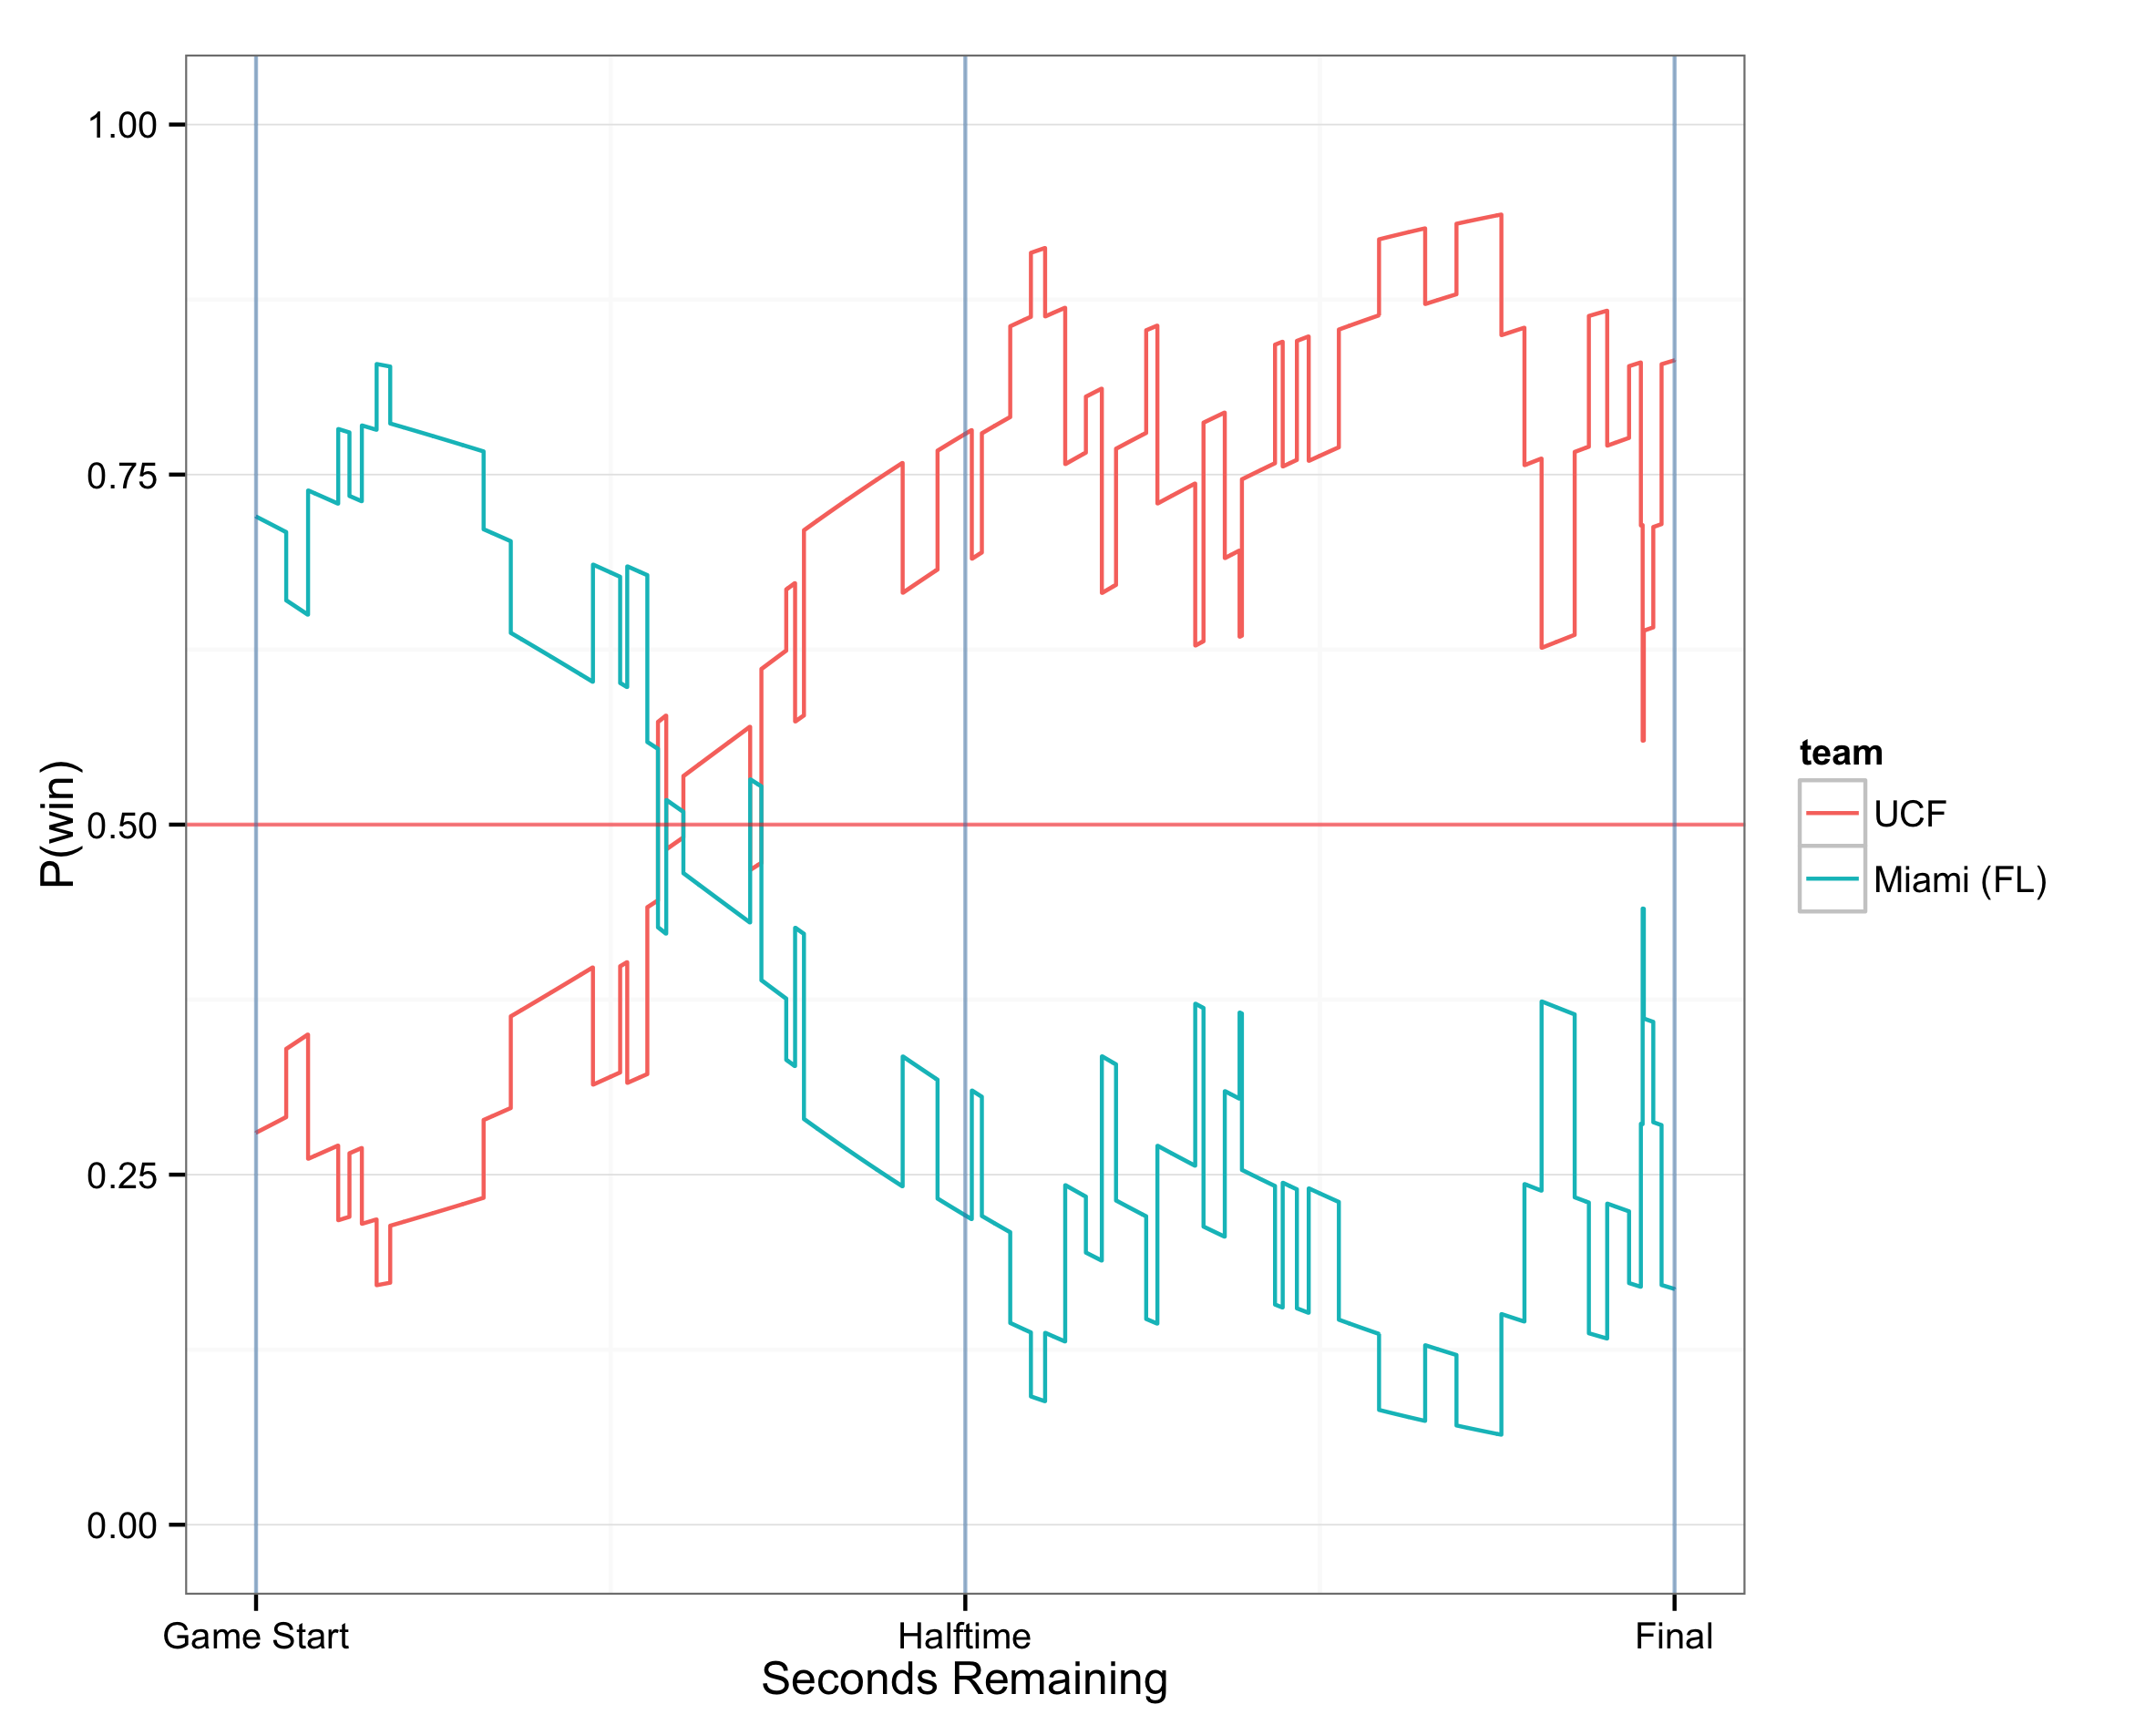 1.00
0.75
0.50
0.25
0.00
P(win)
Game Start
Halftime
Final
Seconds Remaining
team
UCF
Miami (FL)